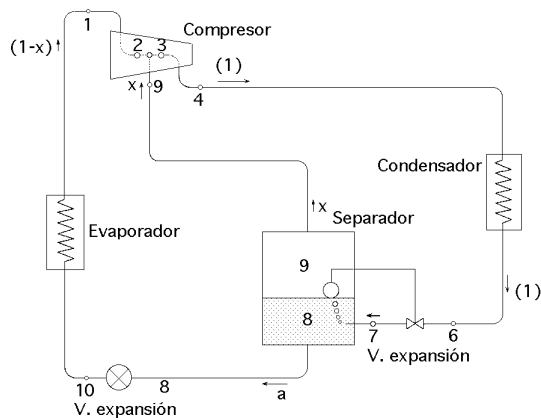 1
Compresor
(1-x)
2
3
(1)
x
9
4
Condensador
Evaporador
x
Separador
9
(1)
8
7
6
V. expansión
10
8
a
V. expansión